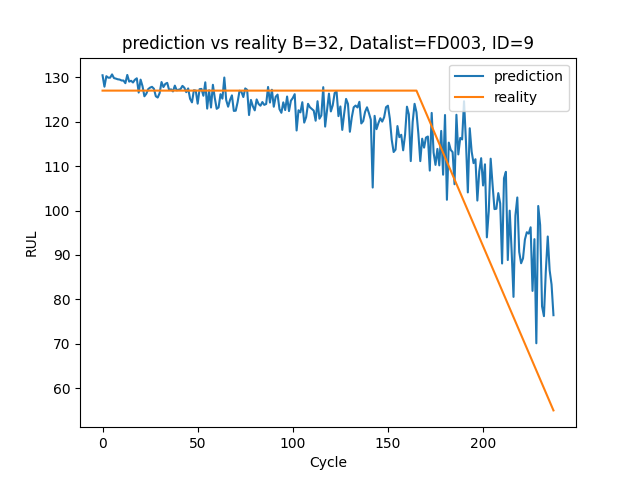 prediction vs reality B=32, Datalist=FD003, ID=9
prediction
reality
RUL
130
120
110
100
90
80
70
60
0
50
100
150
200
Cycle